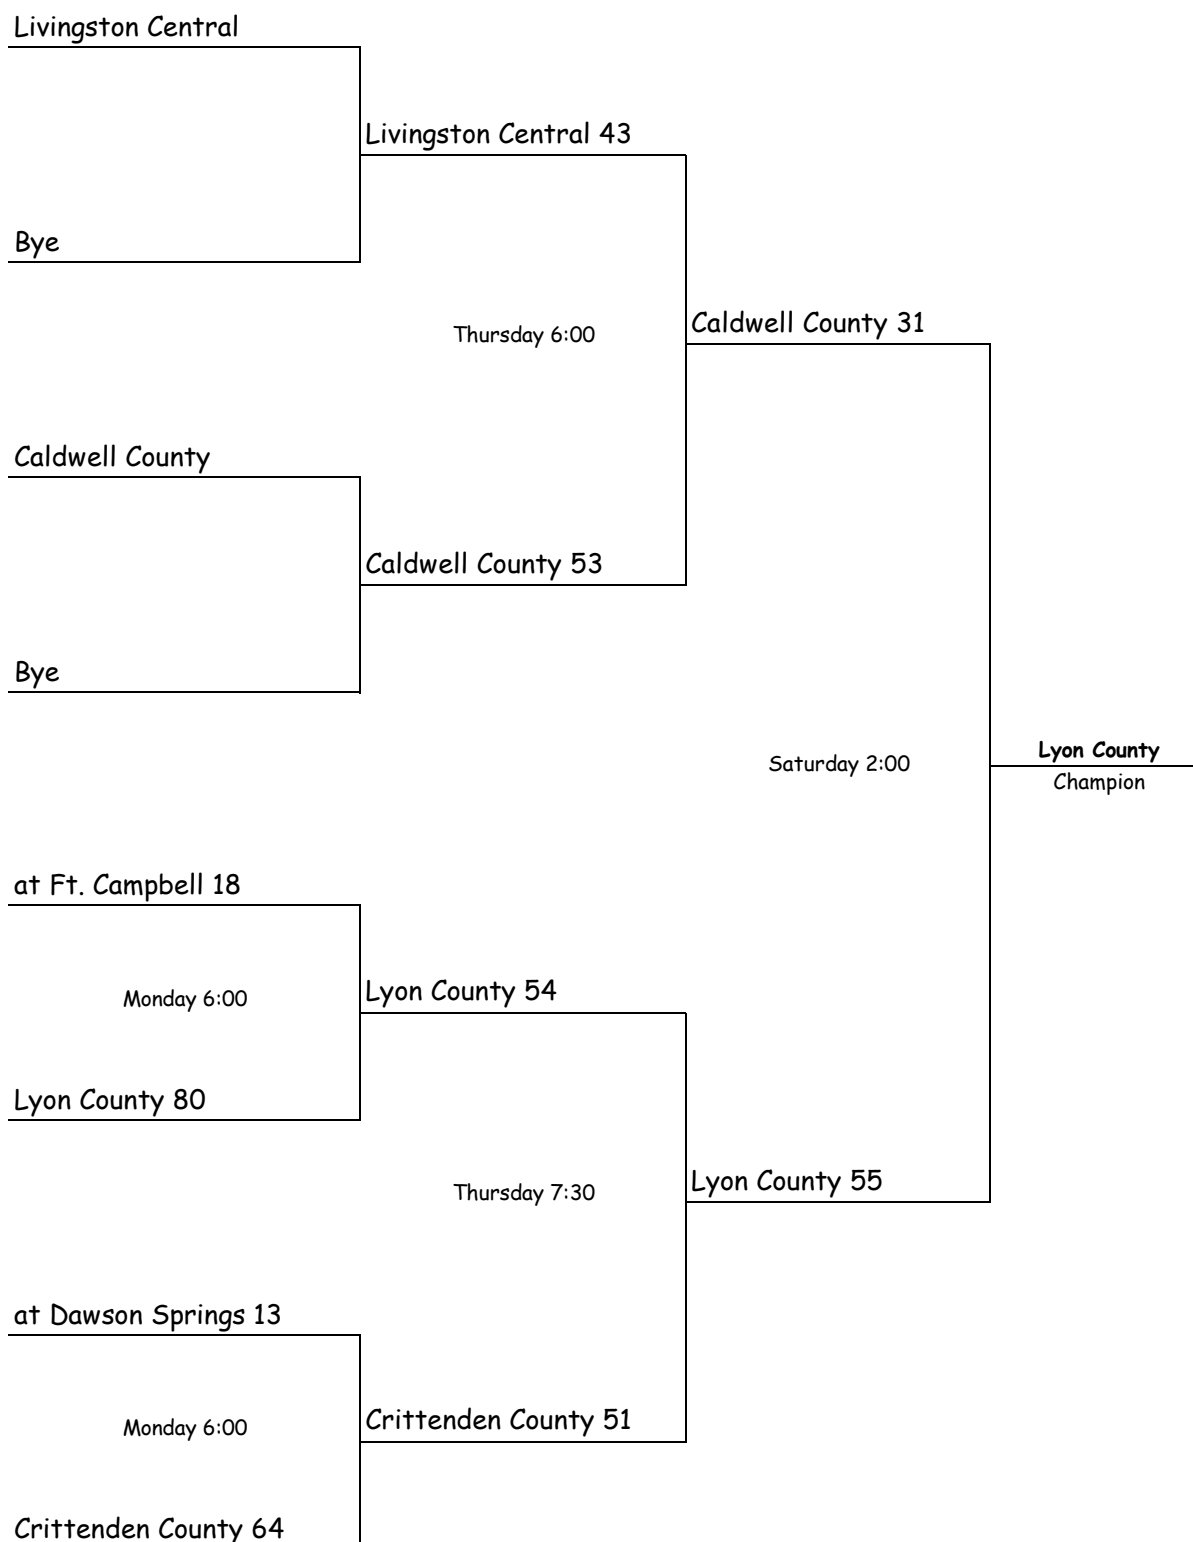 Livingston Central
Livingston Central 43
Bye
Thursday 6:00
Caldwell County 31
Caldwell County
Caldwell County 53
Bye
Saturday 2:00
Lyon County
Champion
at Ft. Campbell 18
Monday 6:00
Lyon County 54
Lyon County 80
Thursday 7:30
Lyon County 55
at Dawson Springs 13
Monday 6:00
Crittenden County 51
Crittenden County 64